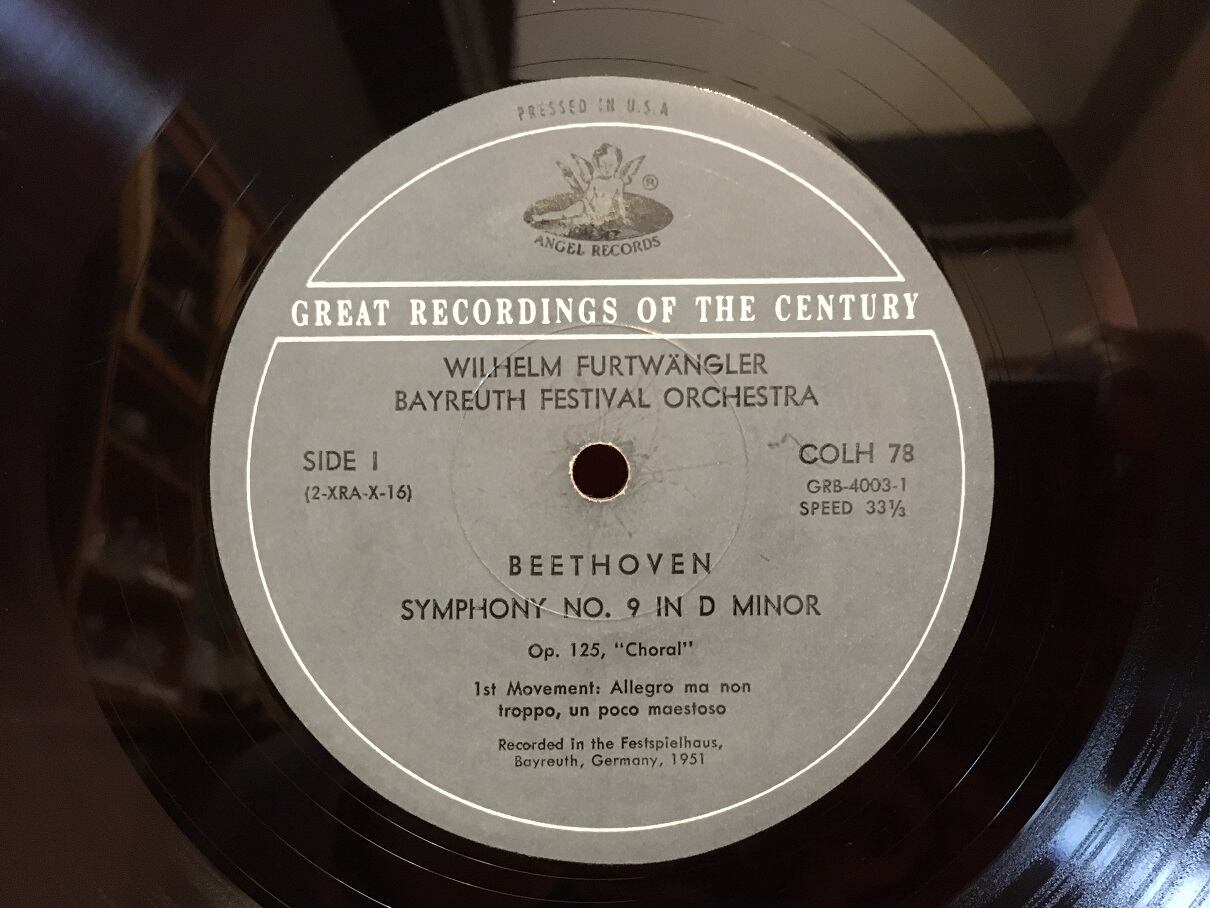 PRESSED IN U.S.A
®
ANGEL RECORDS
GREAT RECORDINGS OF THE CENTURY
WILHELM FURTWÄNGLER
BAYREUTH FESTIVAL ORCHESTRA
SIDE 1
(2-XRA-X-16)
COLH 78
GRB-4003-1
SPEED 33⅓
BEETHOVEN
SYMPHONY NO. 9 IN D MINOR
Op. 125, "Choral"
1st Movement: Allegro ma non
troppo, un poco maestoso
Recorded in the Festspielhaus,
Bayreuth, Germany, 1951